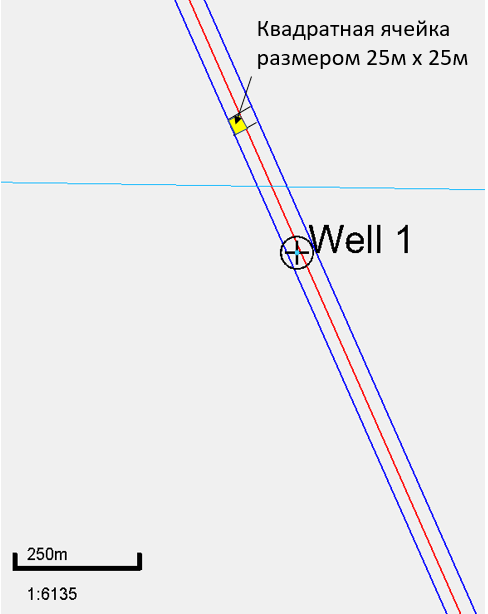 Квадратная ячейка
размером 25м x 25м
Well 1
250m
1:6135